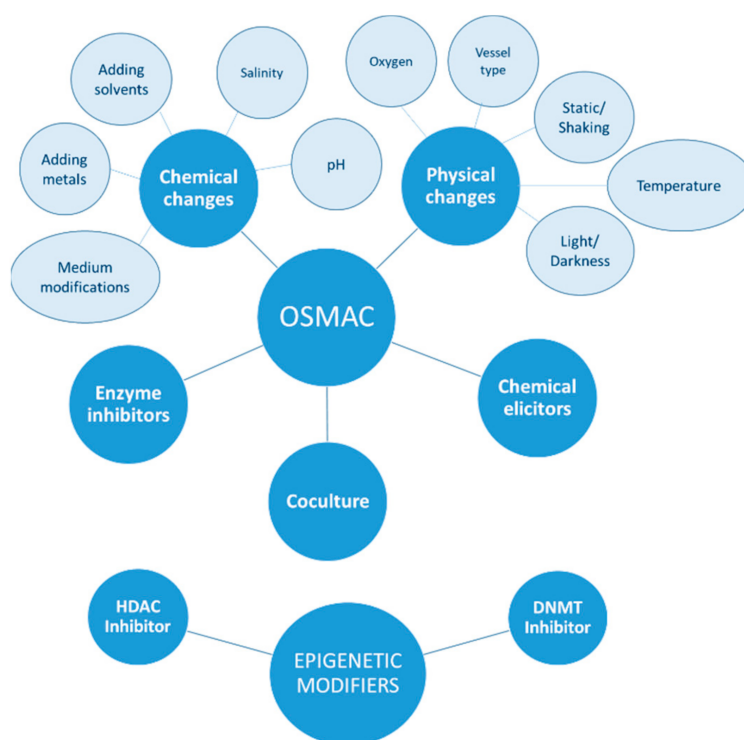 Adding
solvents
Salinity
Oxygen
Vessel
type
Static/
Shaking
Adding
metals
Chemical
changes
pH
Physical
changes
Temperature
Medium
modifications
Light/
Darkness
OSMAC
Enzyme
inhibitors
Chemical
elicitors
Coculture
HDAC
Inhibitor
DNMT
Inhibitor
EPIGENETIC
MODIFIERS